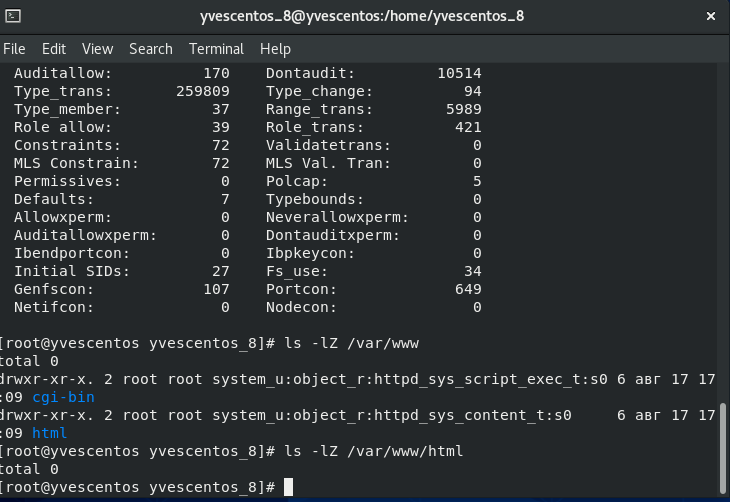 yvescentos_8@yvescentos:/home/yvescentos_8
File Edit View Search Terminal Help
Auditallow: 170 Dontaudit: 10514
Type_trans: 259809 Type_change: 94
Type_member: 37 Range_trans: 5989
Role allow: 39 Role_trans: 421
Constraints: 72 Validatetrans: 0
MLS Constrain: 72 MLS Val. Tran: 0
Permissives: 0 Polcap: 5
Defaults: 7 Typebounds: 0
Allowxperm: 0 Neverallowxperm: 0
Auditallowxperm: 0 Dontauditxperm: 0
Ibendportcon: 0 Ibpkeycon: 0
Initial SIDs: 27 Fs_use: 34
Genfscon: 107 Portcon: 649
Netifcon: 0 Nodecon: 0
[root@yvescentos yvescentos_8]# ls -lZ /var/www
total 0
drwxr-xr-x. 2 root root system_u:object_r:httpd_sys_script_exec_t:s0 6 авг 17 17
:09 cgi-bin
drwxr-xr-x. 2 root root system_u:object_r:httpd_sys_content_t:s0 6 авг 17 17
:09 html
[root@yvescentos yvescentos_8]# ls -lZ /var/www/html
total 0
[root@yvescentos yvescentos_8]#